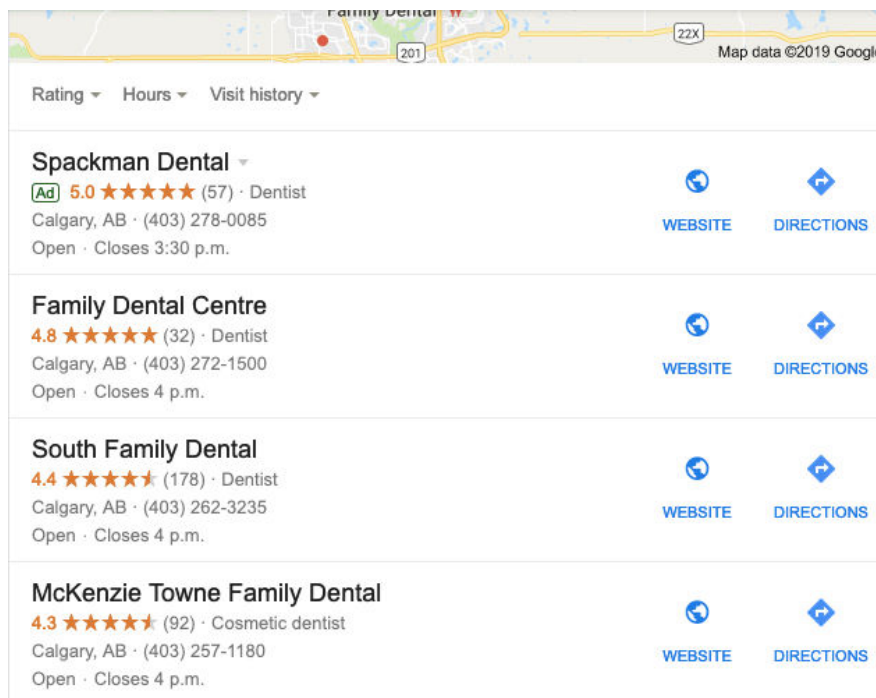 Family Dental
201
22X
Map data ©2019 Google
Rating Hours Visit history
Spackman Dental
Ad 5.0 (57) · Dentist
Calgary, AB · (403) 278-0085
Open · Closes 3:30 p.m.
WEBSITE DIRECTIONS
Family Dental Centre
4.8 (32) · Dentist
Calgary, AB · (403) 272-1500
Open · Closes 4 p.m.
WEBSITE DIRECTIONS
South Family Dental
4.4 (178) · Dentist
Calgary, AB · (403) 262-3235
Open · Closes 4 p.m.
WEBSITE DIRECTIONS
McKenzie Towne Family Dental
4.3 (92) · Cosmetic dentist
Calgary, AB · (403) 257-1180
Open · Closes 4 p.m.
WEBSITE DIRECTIONS